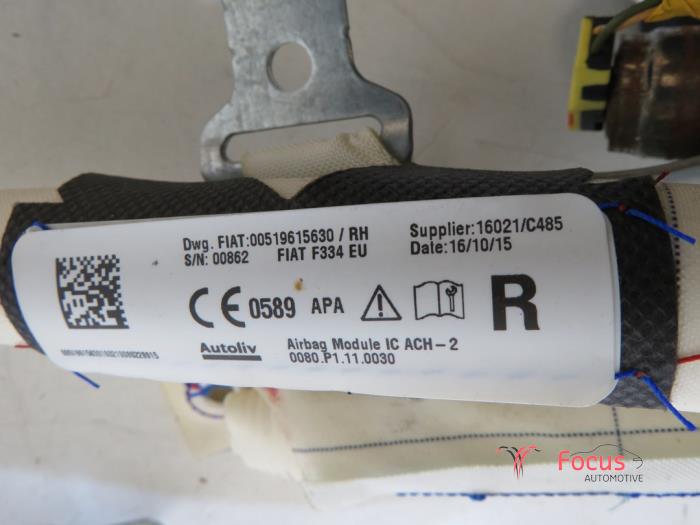 Dwg. FIAT:00519615630 / RH
S/N: 00862 FIAT F334 EU
Supplier:16021/C485
Date:16/10/15
CE 0589 APA
R
Autoliv
Airbag Module IC ACH-2
0080.P1.11.0030
Focus
AUTOMOTIVE